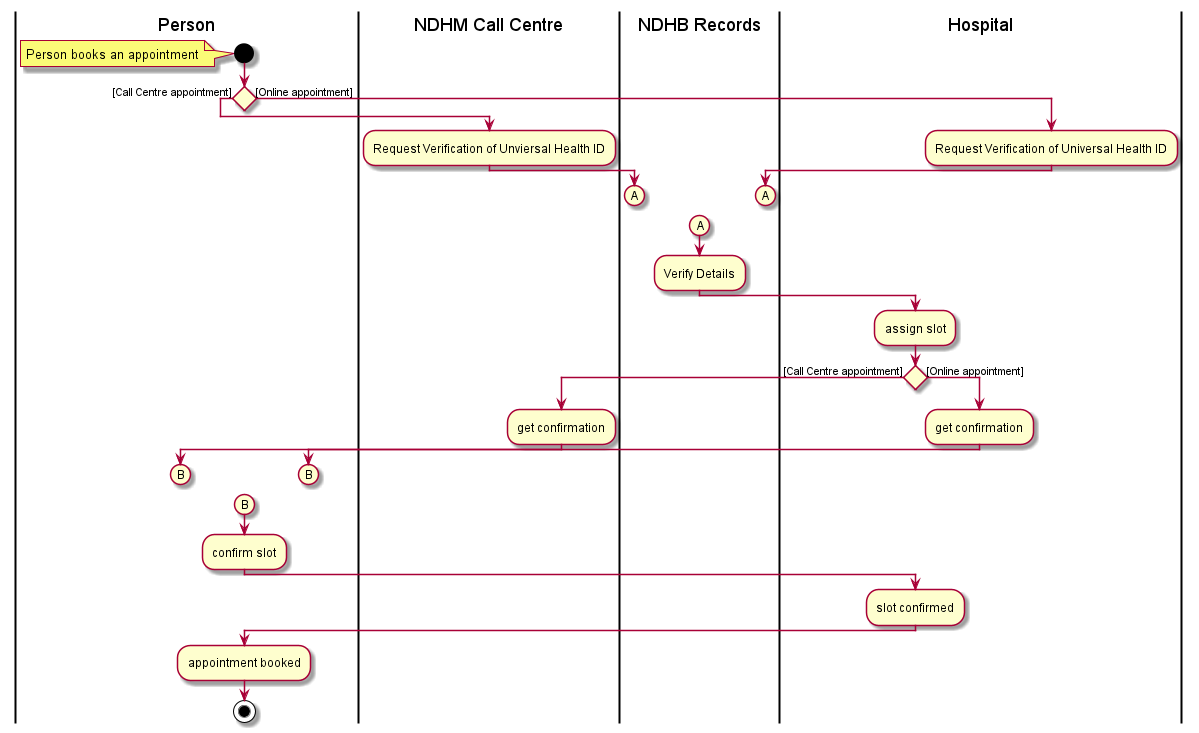 Person
NDHM Call Centre
NDHB Records
Hospital
Person books an appointment
[Call Centre appointment]
[Online appointment]
Request Verification of Unviersal Health ID
Request Verification of Universal Health ID
A
A
A
Verify Details
assign slot
[Call Centre appointment]
[Online appointment]
get confirmation
get confirmation
B
B
B
confirm slot
slot confirmed
appointment booked